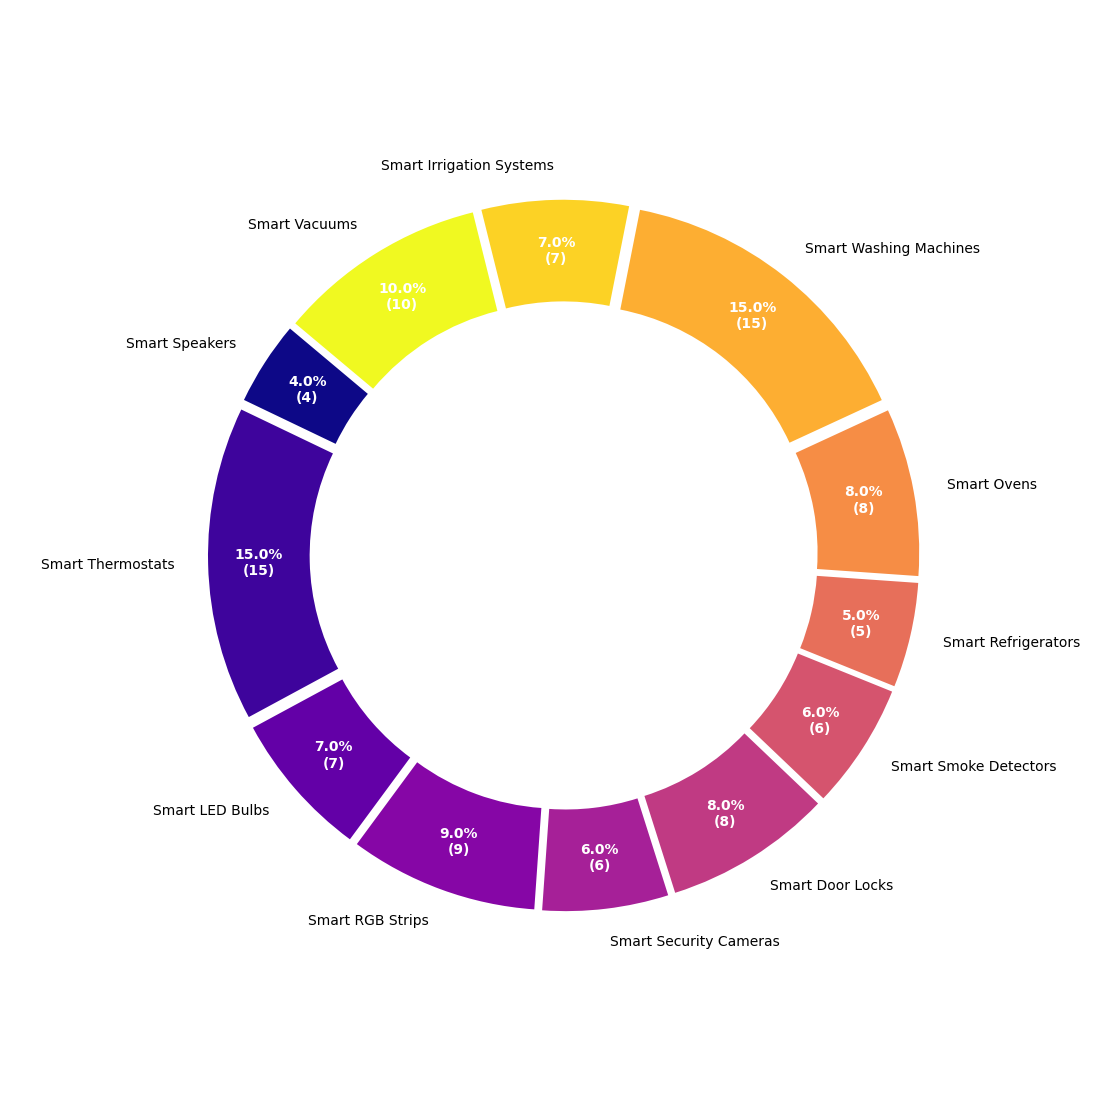 Smart Irrigation Systems
Smart Vacuums
Smart Washing Machines
7.0%
(7)
10.0%
(10)
15.0%
(15)
Smart Speakers
4.0%
(4)
Smart Ovens
8.0%
(8)
Smart Thermostats
15.0%
(15)
5.0%
(5)
Smart Refrigerators
6.0%
(6)
Smart Smoke Detectors
7.0%
(7)
Smart LED Bulbs
8.0%
(8)
9.0%
(9)
6.0%
(6)
Smart Door Locks
Smart RGB Strips
Smart Security Cameras